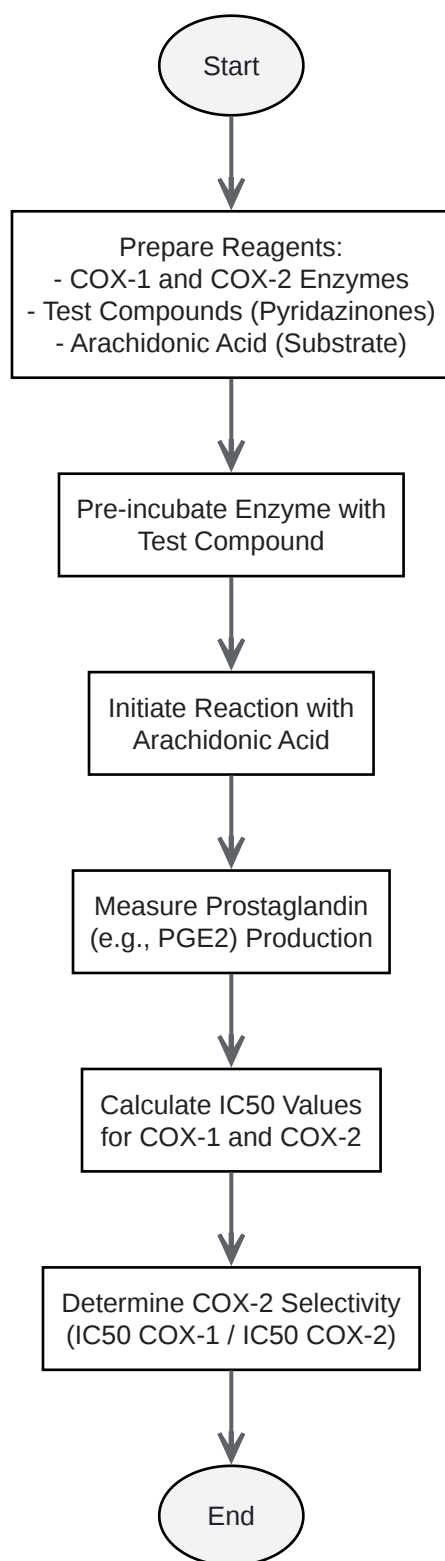 Start
Prepare Reagents:
- COX-1 and COX-2 Enzymes
- Test Compounds (Pyridazinones)
- Arachidonic Acid (Substrate)
Pre-incubate Enzyme with
Test Compound
Initiate Reaction with
Arachidonic Acid
Measure Prostaglandin
(e.g., PGE2) Production
Calculate IC50 Values
for COX-1 and COX-2
Determine COX-2 Selectivity
(IC50 COX-1 / IC50 COX-2)
End